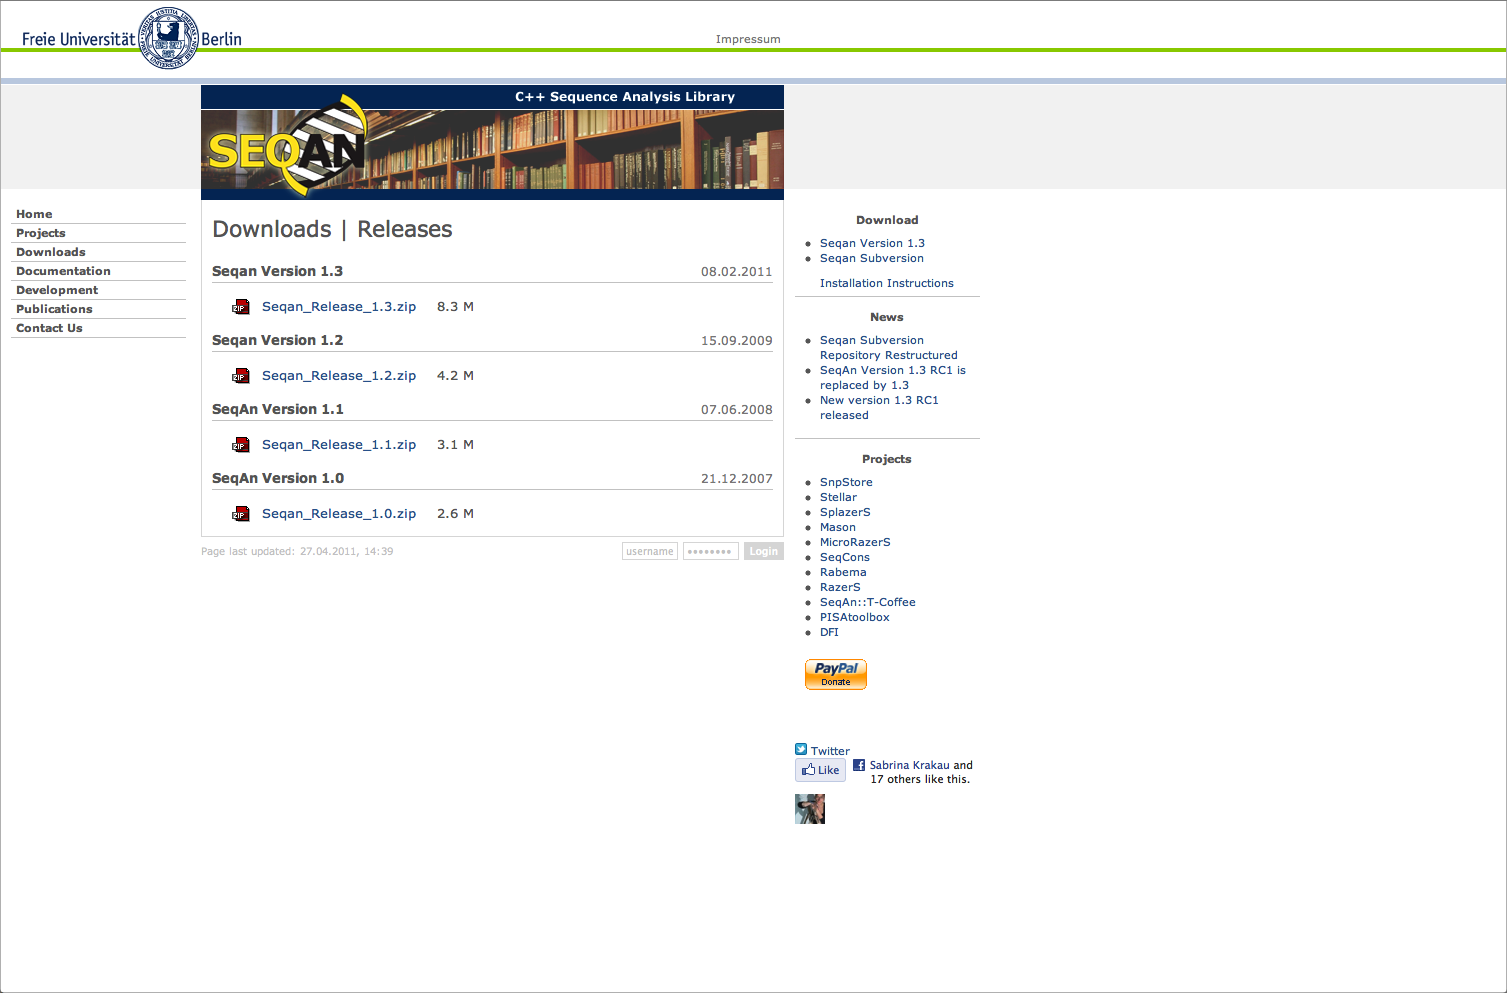 Freie Universität Berlin
Impressum
C++ Sequence Analysis Library
SEQAN
Home
Projects
Downloads
Documentation
Development
Publications
Contact Us
Downloads | Releases
Seqan Version 1.3 08.02.2011
ZIP Seqan_Release_1.3.zip 8.3 M
Seqan Version 1.2 15.09.2009
ZIP Seqan_Release_1.2.zip 4.2 M
SeqAn Version 1.1 07.06.2008
ZIP Seqan_Release_1.1.zip 3.1 M
SeqAn Version 1.0 21.12.2007
ZIP Seqan_Release_1.0.zip 2.6 M
Page last updated: 27.04.2011, 14:39
username •••••••• Login
Download
• Seqan Version 1.3
• Seqan Subversion
Installation Instructions
News
• Seqan Subversion
Repository Restructured
• SeqAn Version 1.3 RC1 is
replaced by 1.3
• New version 1.3 RC1
released
Projects
• SnpStore
• Stellar
• SplazerS
• Mason
• MicroRazerS
• SeqCons
• Rabema
• RazerS
• SeqAn::T-Coffee
• PISAtoolbox
• DFI
PayPal
Donate
Twitter
Like
Sabrina Krakau and
17 others like this.